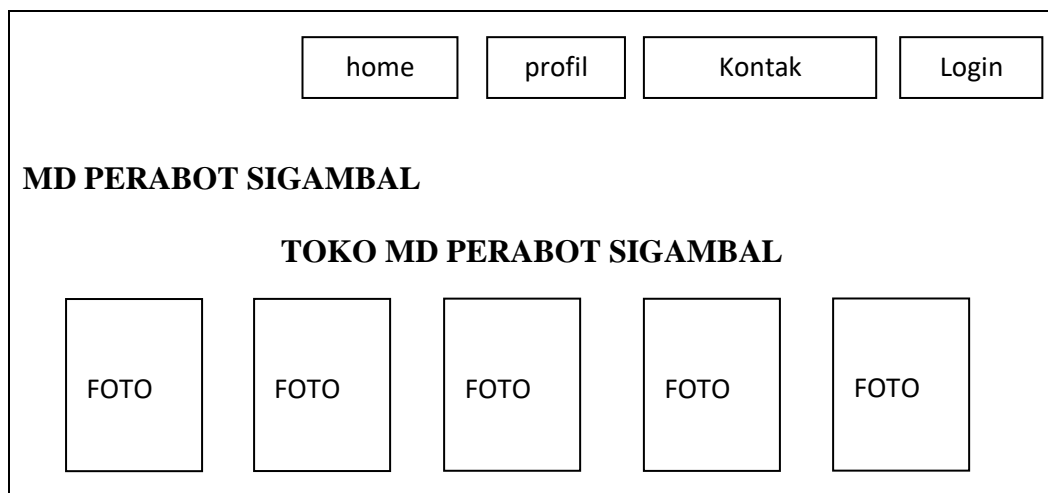 home profil Kontak Login
MD PERABOT SIGAMBAL
TOKO MD PERABOT SIGAMBAL
FOTO FOTO FOTO FOTO FOTO